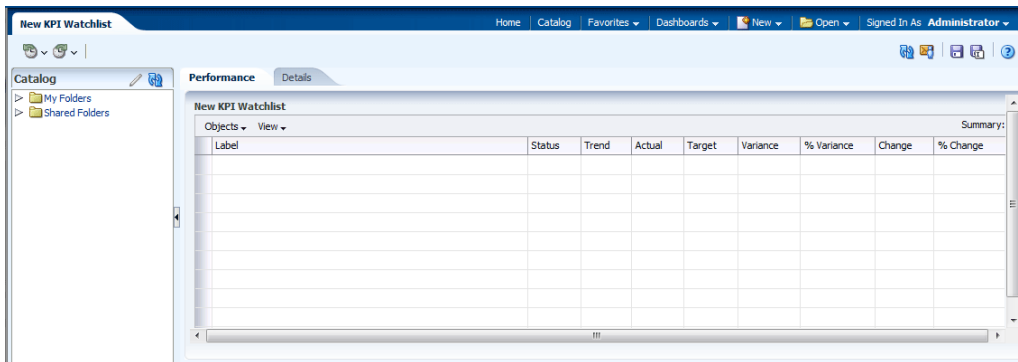 New KPI Watchlist
Home Catalog Favorites Dashboards New Open Signed In As Administrator
Catalog
My Folders
Shared Folders
Performance Details
New KPI Watchlist
Objects View Summary:
Label Status Trend Actual Target Variance % Variance Change % Change